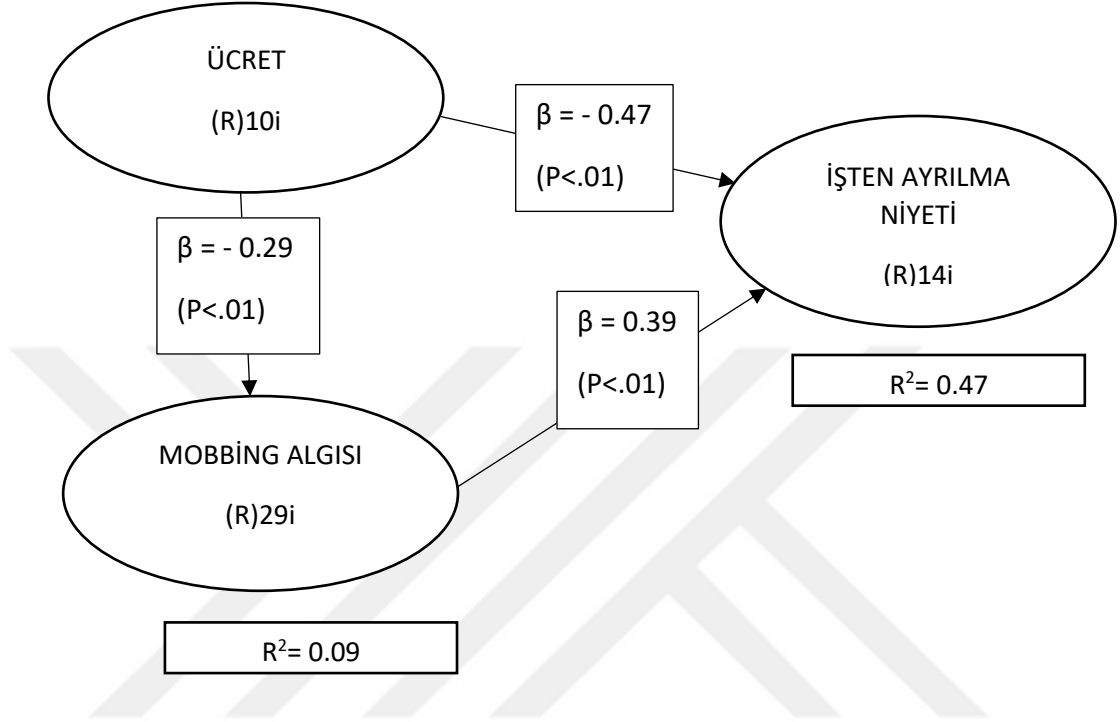 ÜCRET
(R)10i
β = - 0.47
(P<.01)
İŞTEN AYRILMA
NİYETİ
(R)14i
β = - 0.29
(P<.01)
β = 0.39
(P<.01)
R²= 0.47
MOBBİNG ALGISI
(R)29i
R²= 0.09